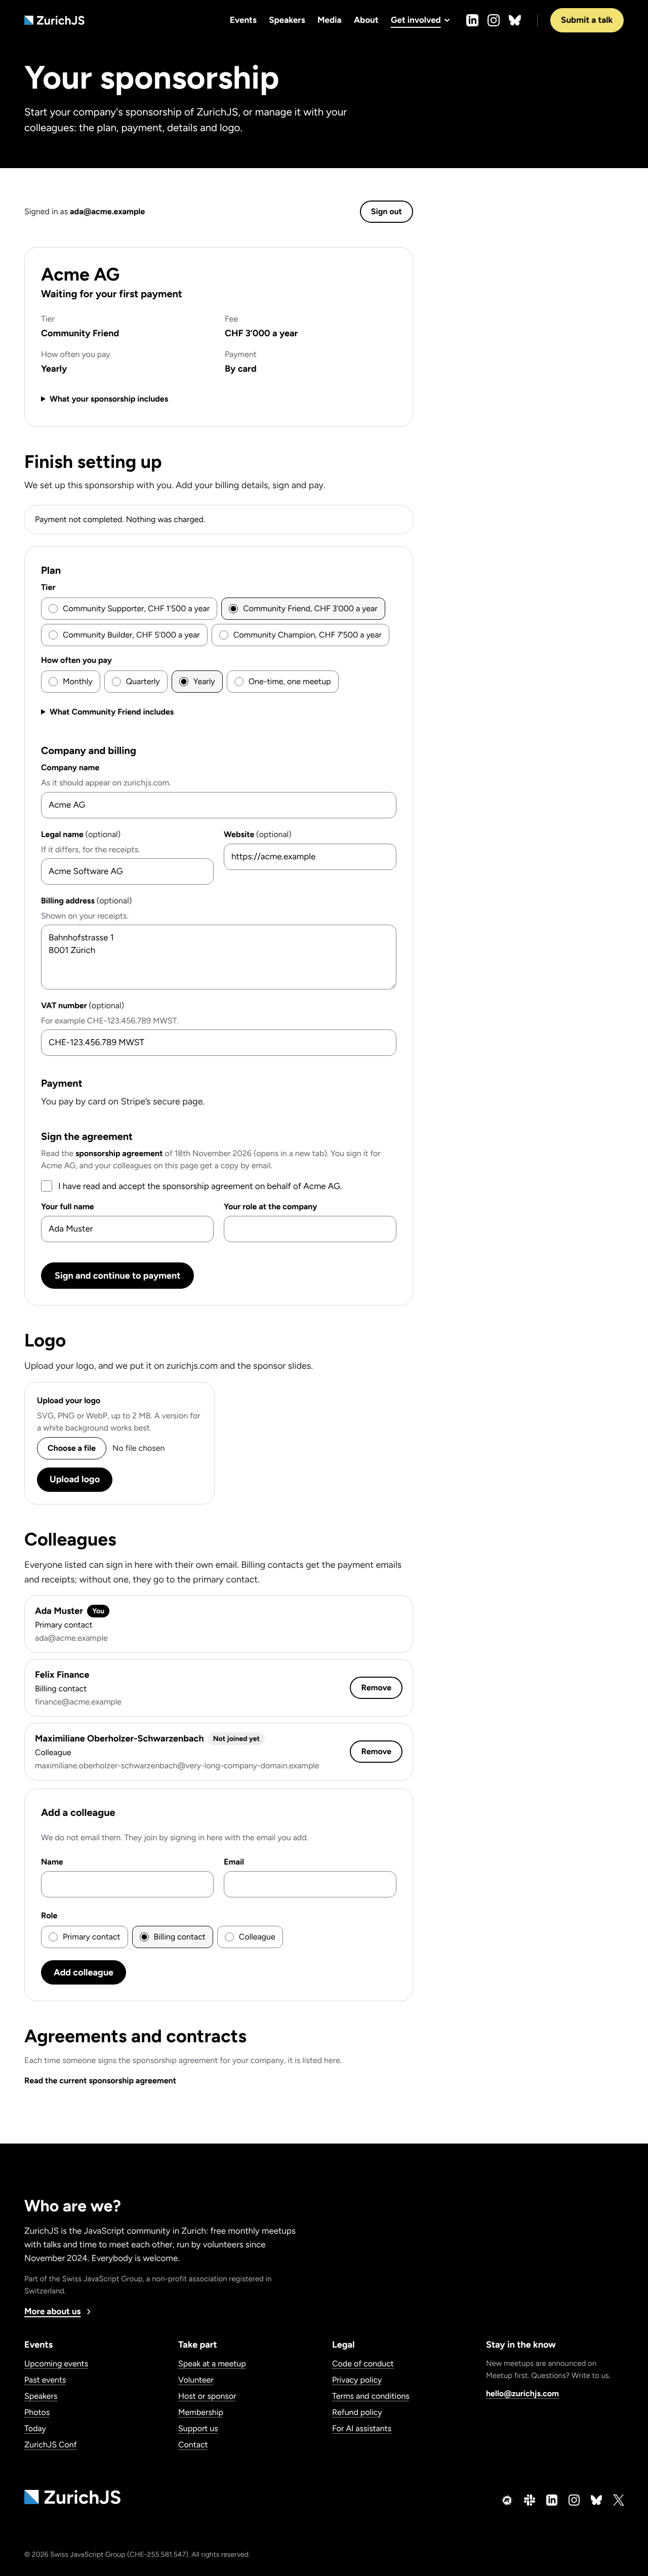 ZurichJS
Events
Speakers
Media
About
Get involved
Submit a talk
Your sponsorship
Start your company's sponsorship of ZurichJS, or manage it with your
colleagues: the plan, payment, details and logo.
Signed in as ada@acme.example
Sign out
Acme AG
Waiting for your first payment
Tier
Community Friend
Fee
CHF 3'000 a year
How often you pay
Yearly
Payment
By card
What your sponsorship includes
Finish setting up
We set up this sponsorship with you. Add your billing details, sign and pay.
Payment not completed. Nothing was charged.
Plan
Tier
Community Supporter, CHF 1'500 a year
Community Friend, CHF 3'000 a year
Community Builder, CHF 5'000 a year
Community Champion, CHF 7'500 a year
How often you pay
Monthly
Quarterly
Yearly
One-time, one meetup
What Community Friend includes
Company and billing
Company name
As it should appear on zurichjs.com.
Acme AG
Legal name (optional)
If it differs, for the receipts.
Acme Software AG
Website (optional)
https://acme.example
Billing address (optional)
Shown on your receipts.
Bahnhofstrasse 1
8001 Zürich
VAT number (optional)
For example CHE-123.456.789 MWST.
CHE-123.456.789 MWST
Payment
You pay by card on Stripe's secure page.
Sign the agreement
Read the sponsorship agreement of 18th November 2026 (opens in a new tab). You sign it for
Acme AG, and your colleagues on this page get a copy by email.
I have read and accept the sponsorship agreement on behalf of Acme AG.
Your full name
Ada Muster
Your role at the company
Sign and continue to payment
Logo
Upload your logo, and we put it on zurichjs.com and the sponsor slides.
Upload your logo
SVG, PNG or WebP, up to 2 MB. A version for
a white background works best.
Choose a file
No file chosen
Upload logo
Colleagues
Everyone listed can sign in here with their own email. Billing contacts get the payment emails
and receipts; without one, they go to the primary contact.
Ada Muster
You
Primary contact
ada@acme.example
Felix Finance
Billing contact
finance@acme.example
Remove
Maximiliane Oberholzer-Schwarzenbach
Not joined yet
Colleague
maximiliane.oberholzer-schwarzenbach@very-long-company-domain.example
Remove
Add a colleague
We do not email them. They join by signing in here with the email you add.
Name
Email
Role
Primary contact
Billing contact
Colleague
Add colleague
Agreements and contracts
Each time someone signs the sponsorship agreement for your company, it is listed here.
Read the current sponsorship agreement
Who are we?
ZurichJS is the JavaScript community in Zurich: free monthly meetups
with talks and time to meet each other, run by volunteers since
November 2024. Everybody is welcome.
Part of the Swiss JavaScript Group, a non-profit association registered in
Switzerland.
More about us
Events
Upcoming events
Past events
Speakers
Photos
Today
ZurichJS Conf
Take part
Speak at a meetup
Volunteer
Host or sponsor
Membership
Support us
Contact
Legal
Code of conduct
Privacy policy
Terms and conditions
Refund policy
For AI assistants
Stay in the know
New meetups are announced on
Meetup first. Questions? Write to us.
hello@zurichjs.com
ZurichJS
© 2026 Swiss JavaScript Group (CHE-255.581.547). All rights reserved.